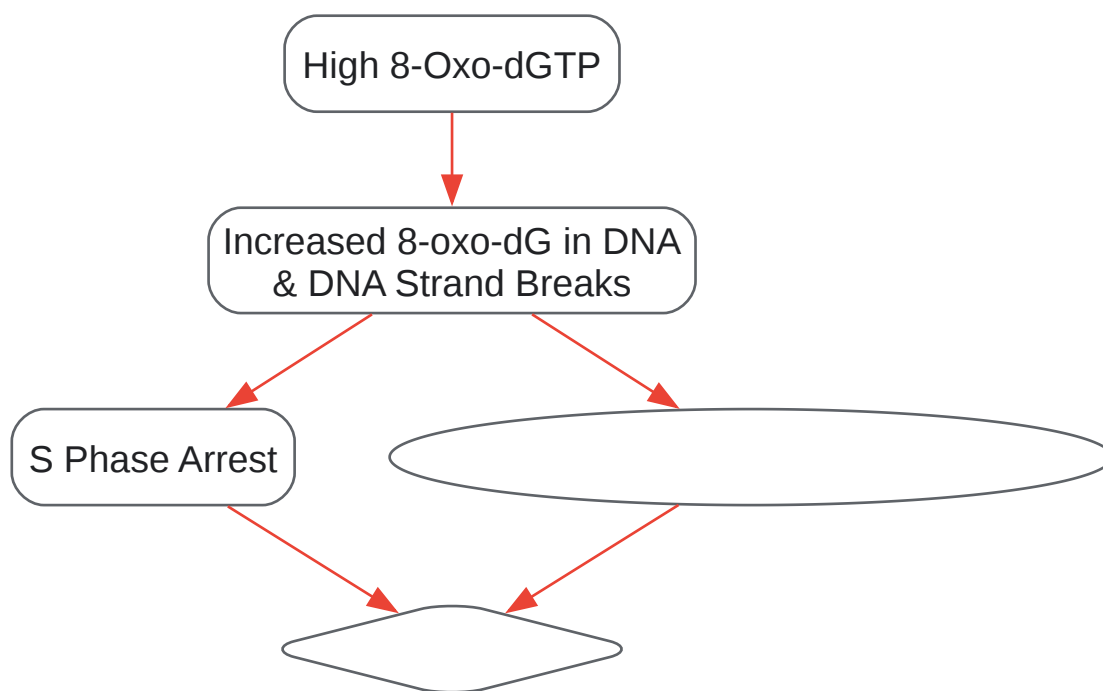 High 8-Oxo-dGTP
Increased 8-oxo-dG in DNA
& DNA Strand Breaks
S Phase Arrest